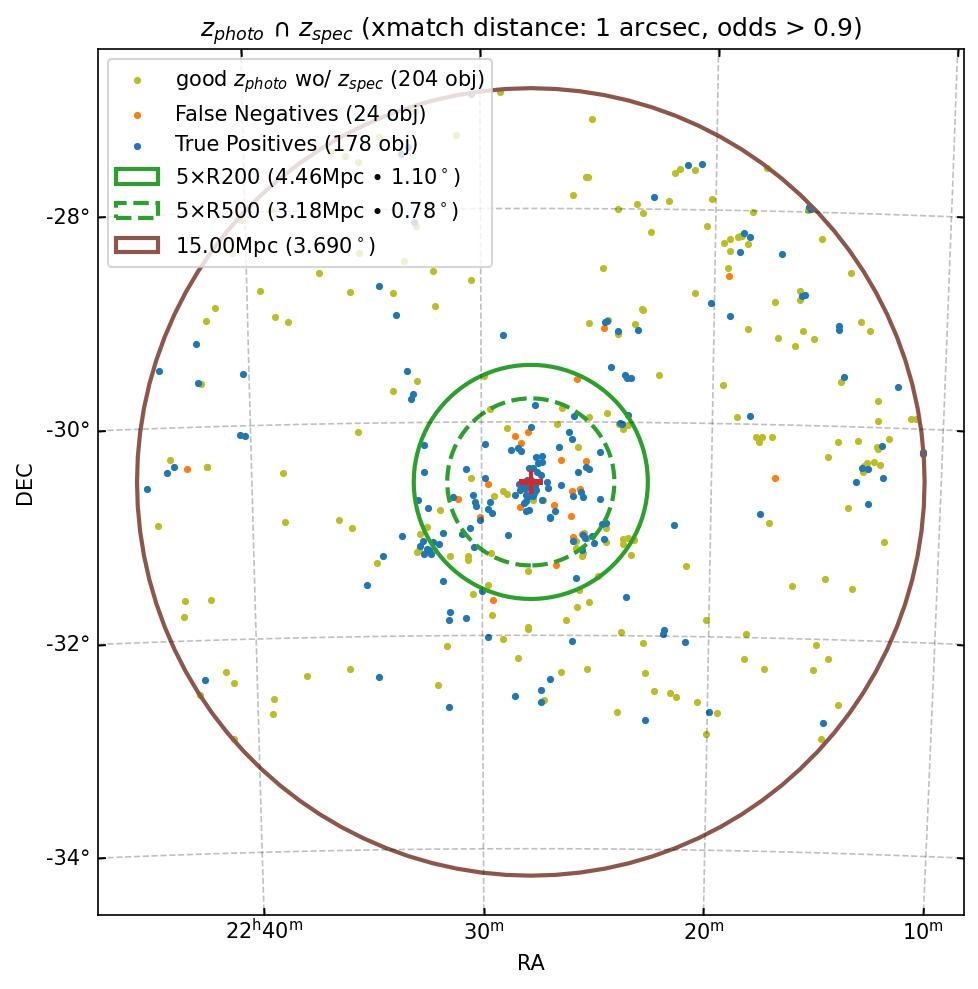 z_photo ∩ z_spec (xmatch distance: 1 arcsec, odds > 0.9)
good z_photo wo/ z_spec (204 obj)
False Negatives (24 obj)
True Positives (178 obj)
5×R200 (4.46Mpc • 1.10°)
5×R500 (3.18Mpc • 0.78°)
15.00Mpc (3.690°)
-28°
-30°
-32°
-34°
DEC
22ʰ40ᵐ
30ᵐ
20ᵐ
10ᵐ
RA